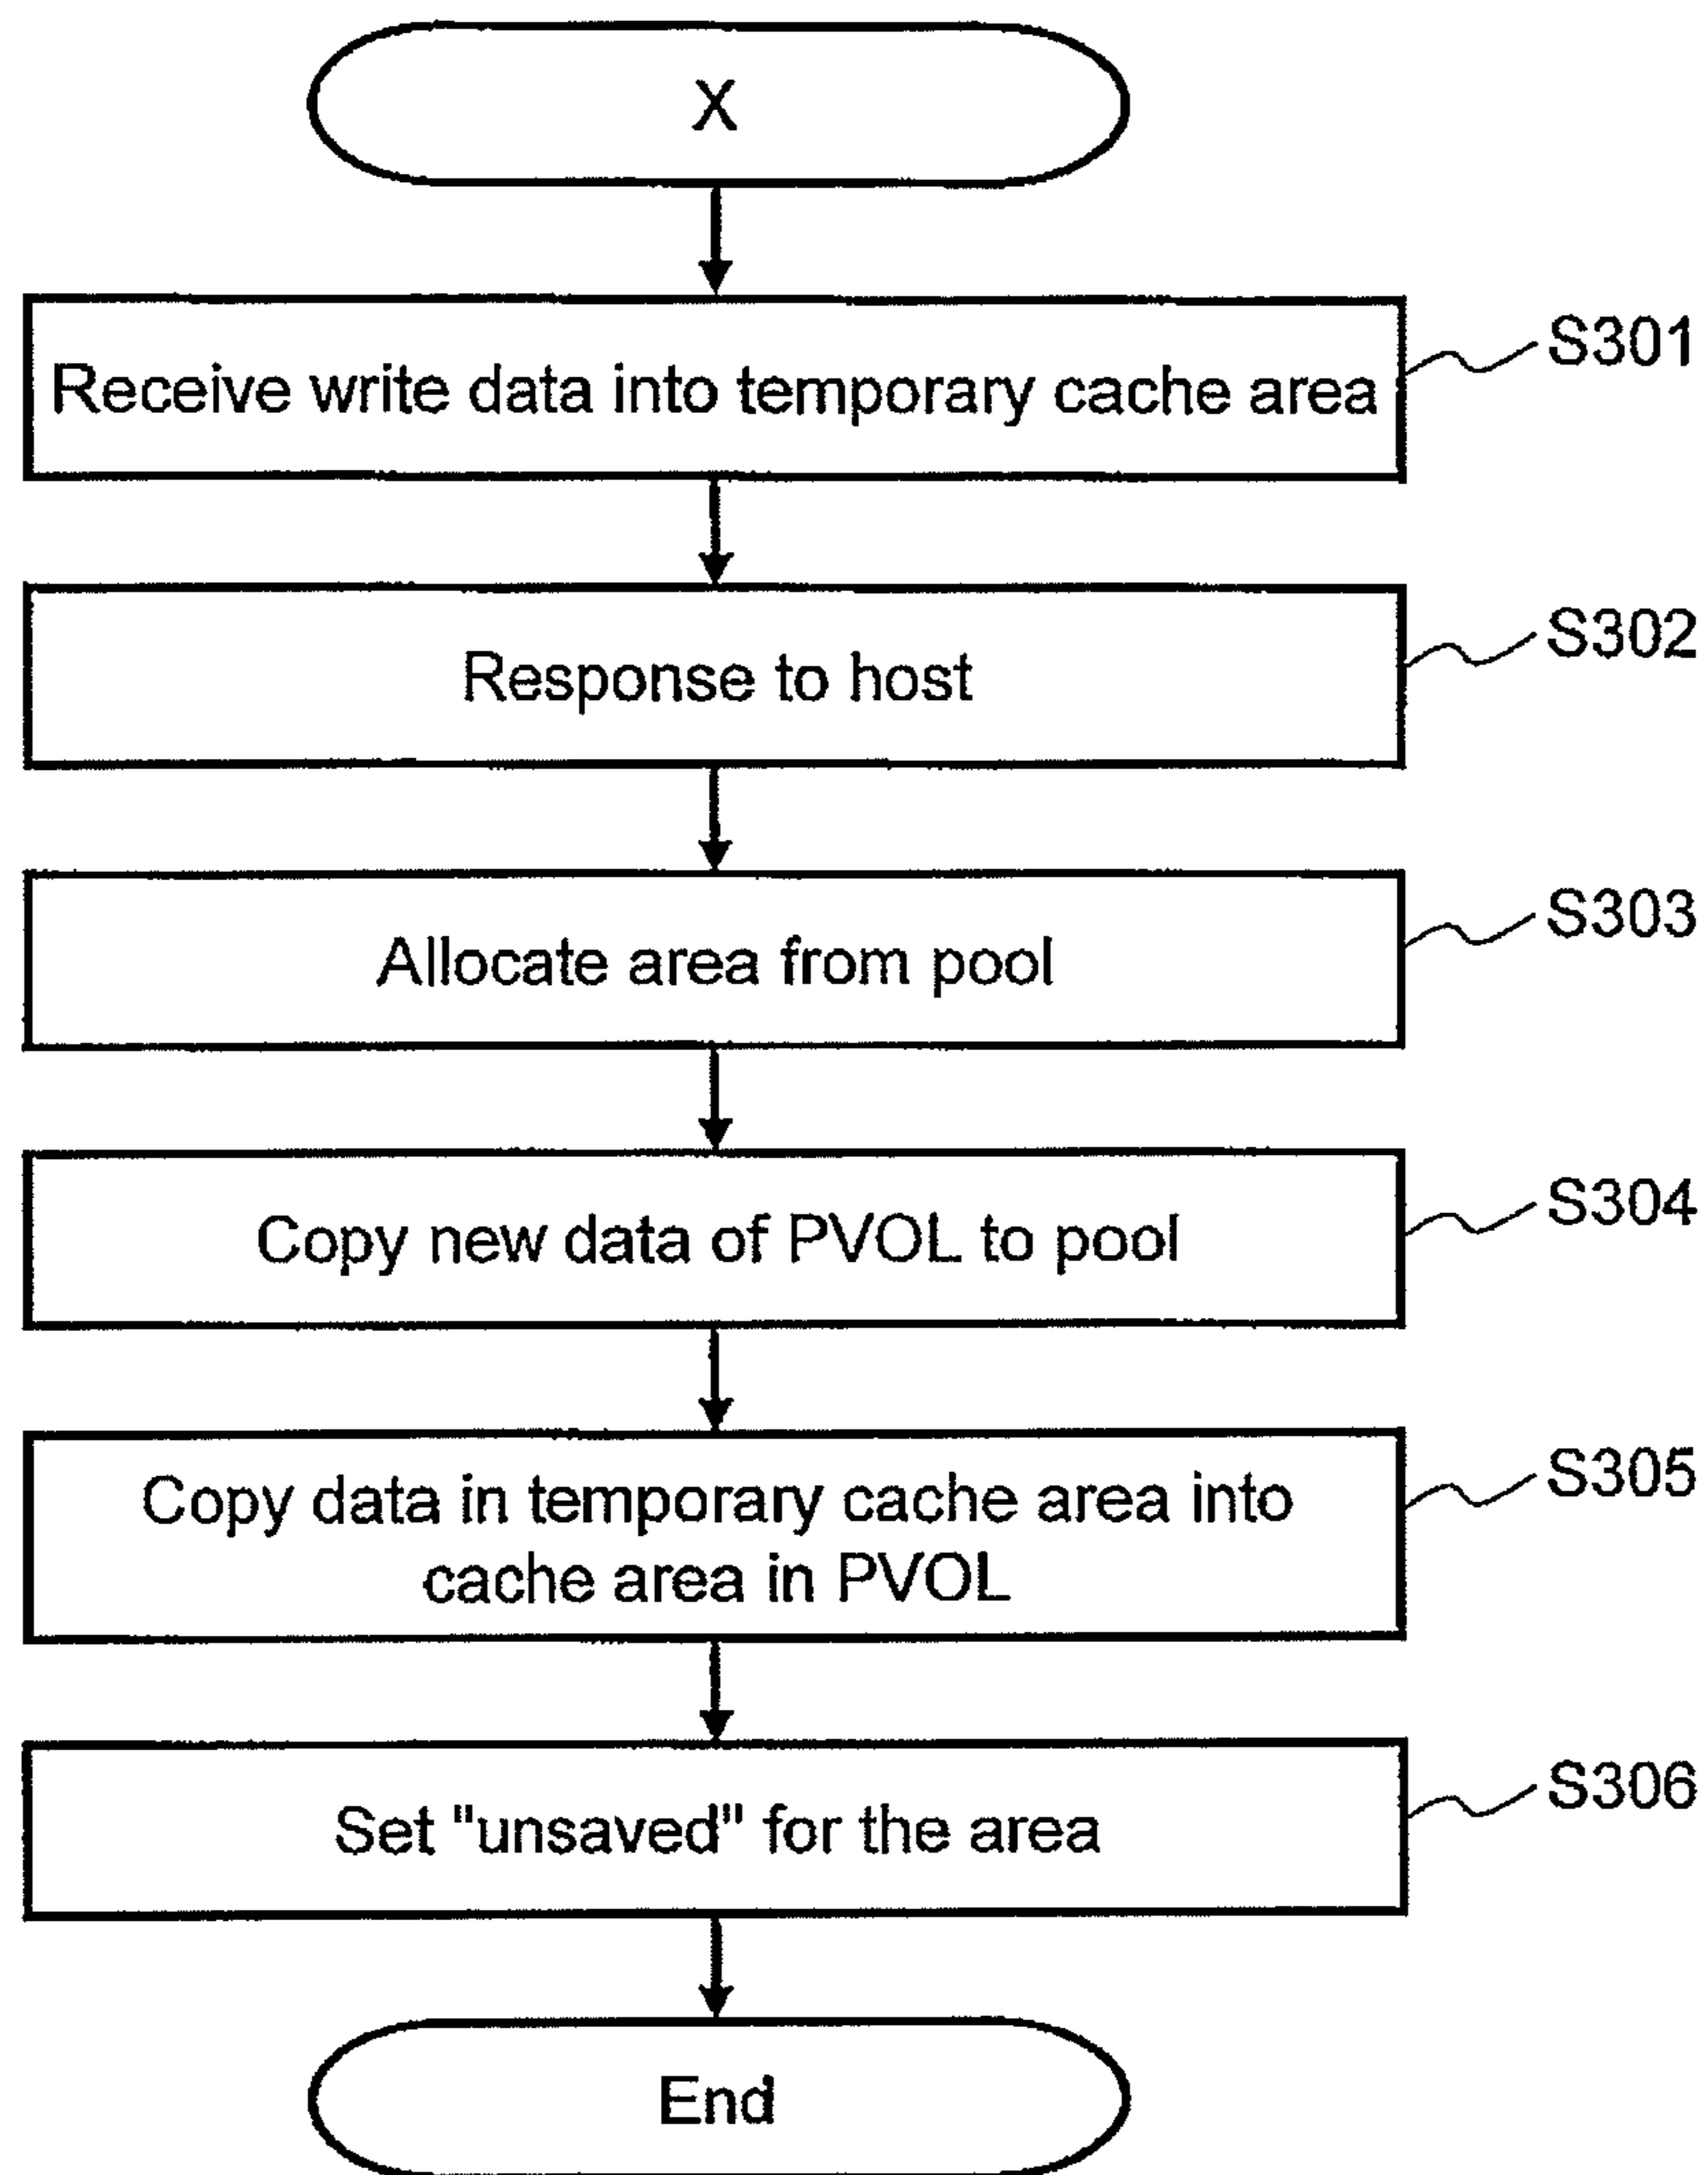 X
Receive write data into temporary cache area
S301
Response to host
S302
Allocate area from pool
S303
Copy new data of PVOL to pool
S304
Copy data in temporary cache area into
cache area in PVOL
S305
Set "unsaved" for the area
S306
End